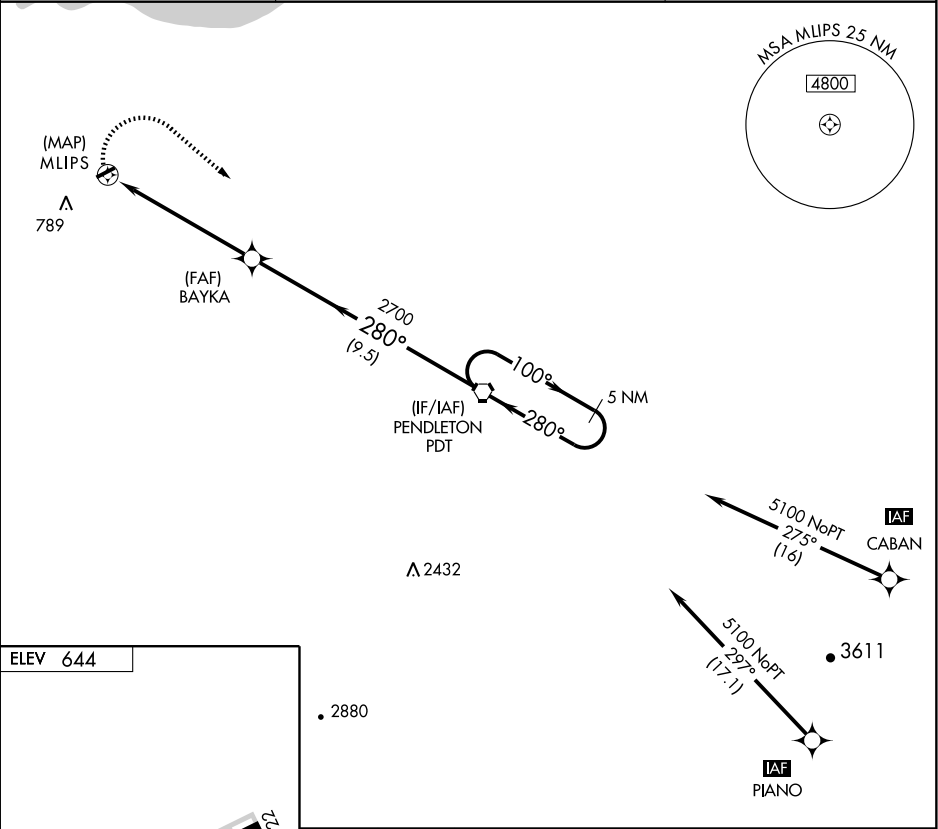 MSA MLIPS 25 NM
4800
(MAP)
MLIPS
789
(FAF)
BAYKA
2700
280°
(9.5)
100°
5 NM
280°
(IF/IAF)
PENDLETON
PDT
5100 NoPT
275°
(16)
IAF
CABAN
2432
5100 NoPT
297°
(17.1)
3611
ELEV 644
2880
IAF
PIANO
22